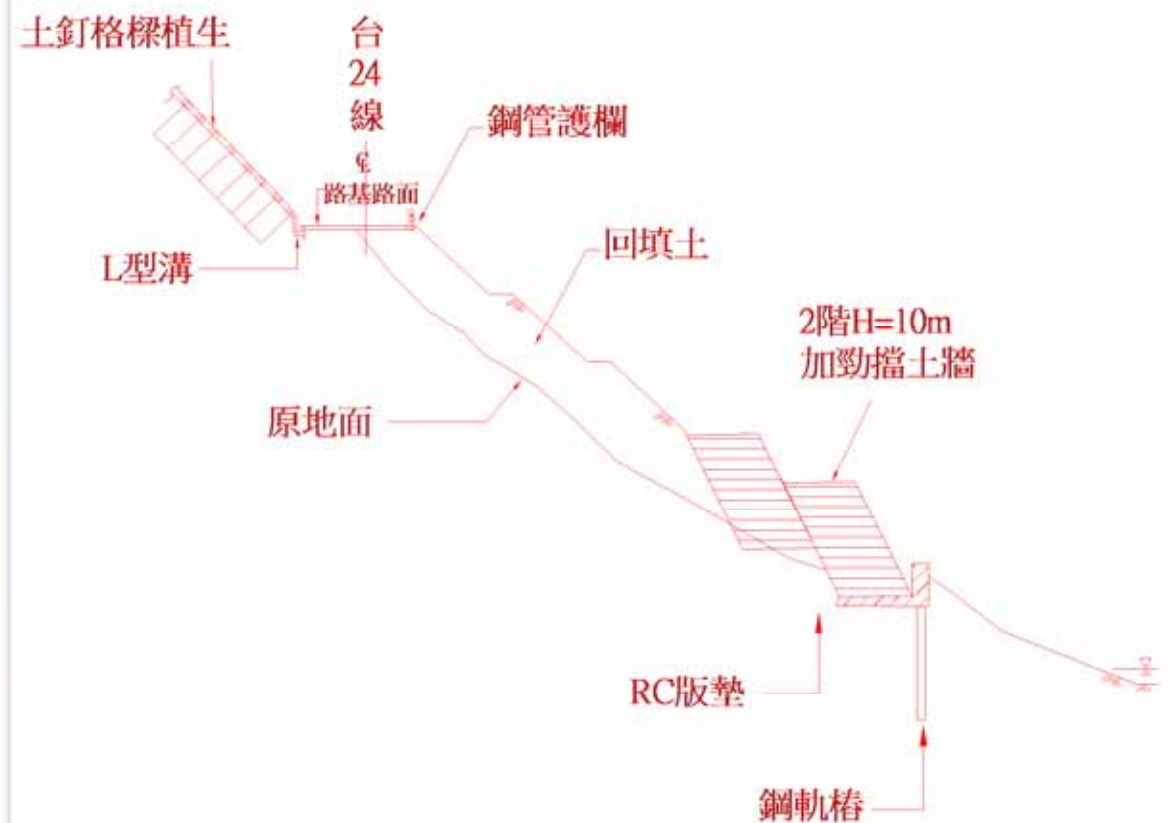 土釘格樑植生
台
24
線
℄
鋼管護欄
路基路面
L型溝
回填土
2階H=10m
加勁擋土牆
原地面
RC版墊
鋼軌樁